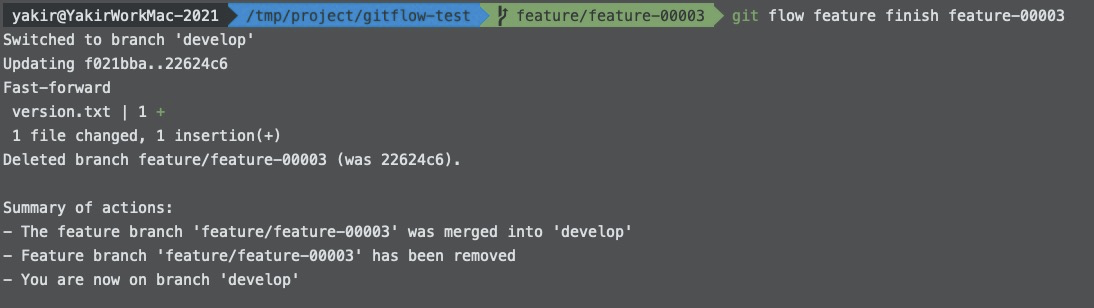 yakir@YakirWorkMac-2021 /tmp/project/gitflow-test feature/feature-00003 git flow feature finish feature-00003
Switched to branch 'develop'
Updating f021bba..22624c6
Fast-forward
 version.txt | 1 +
 1 file changed, 1 insertion(+)
Deleted branch feature/feature-00003 (was 22624c6).

Summary of actions:
- The feature branch 'feature/feature-00003' was merged into 'develop'
- Feature branch 'feature/feature-00003' has been removed
- You are now on branch 'develop'